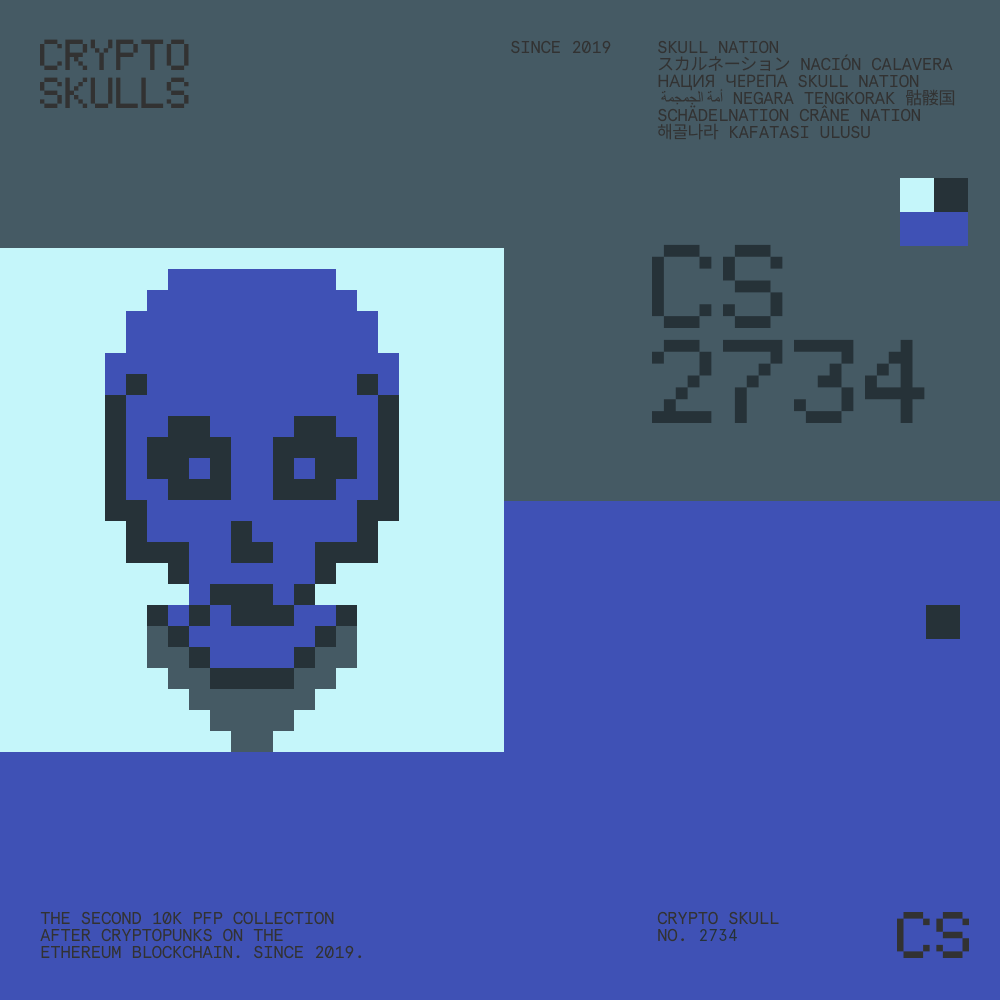 CRYPTO
SKULLS
SINCE 2019
SKULL NATION
スカルネーション NACIÓN CALAVERA
НАЦИЯ ЧЕРЕПА SKULL NATION
أمة الجمجمة NEGARA TENGKORAK 骷髅国
SCHÄDELNATION CRÂNE NATION
해골나라 KAFATASI ULUSU
CS
2734
THE SECOND 10K PFP COLLECTION
AFTER CRYPTOPUNKS ON THE
ETHEREUM BLOCKCHAIN. SINCE 2019.
CRYPTO SKULL
NO. 2734
CS